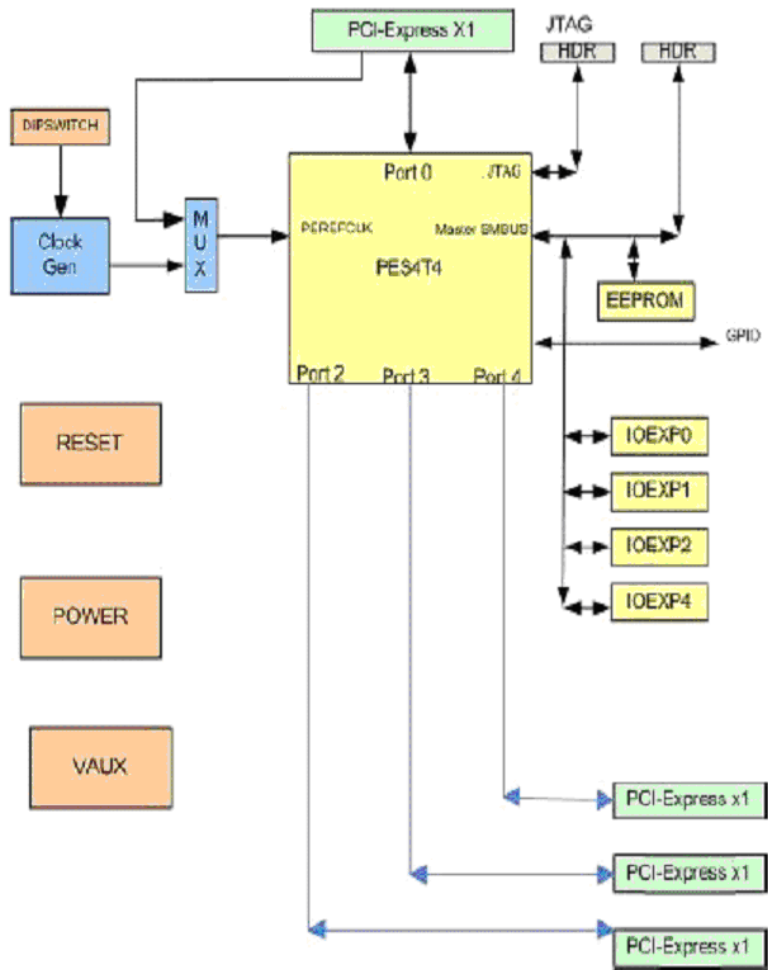 PCI-Express X1
JTAG
HDR
HDR
DIPSWITCH
Port 0
JTAG
MUX
PEREFCLK
Master SMBUS
Clock
Gen
PES4T4
EEPROM
GPIO
Port 2
Port 3
Port 4
RESET
IOEXP0
IOEXP1
IOEXP2
POWER
IOEXP4
VAUX
PCI-Express x1
PCI-Express x1
PCI-Express x1